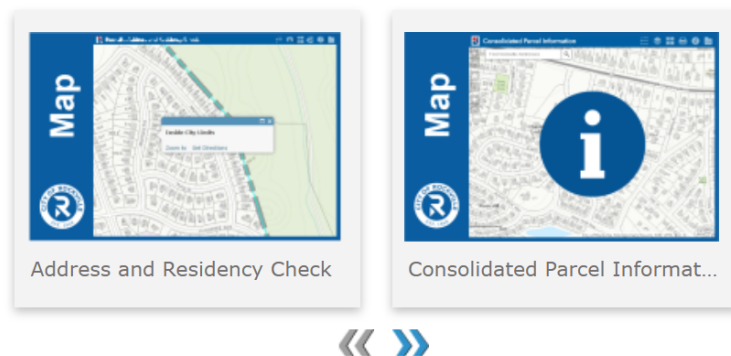 Map
Inside City Limits
Zoom to Get Directions
Map
Consolidated Parcel Information
Address and Residency Check
Consolidated Parcel Informat...